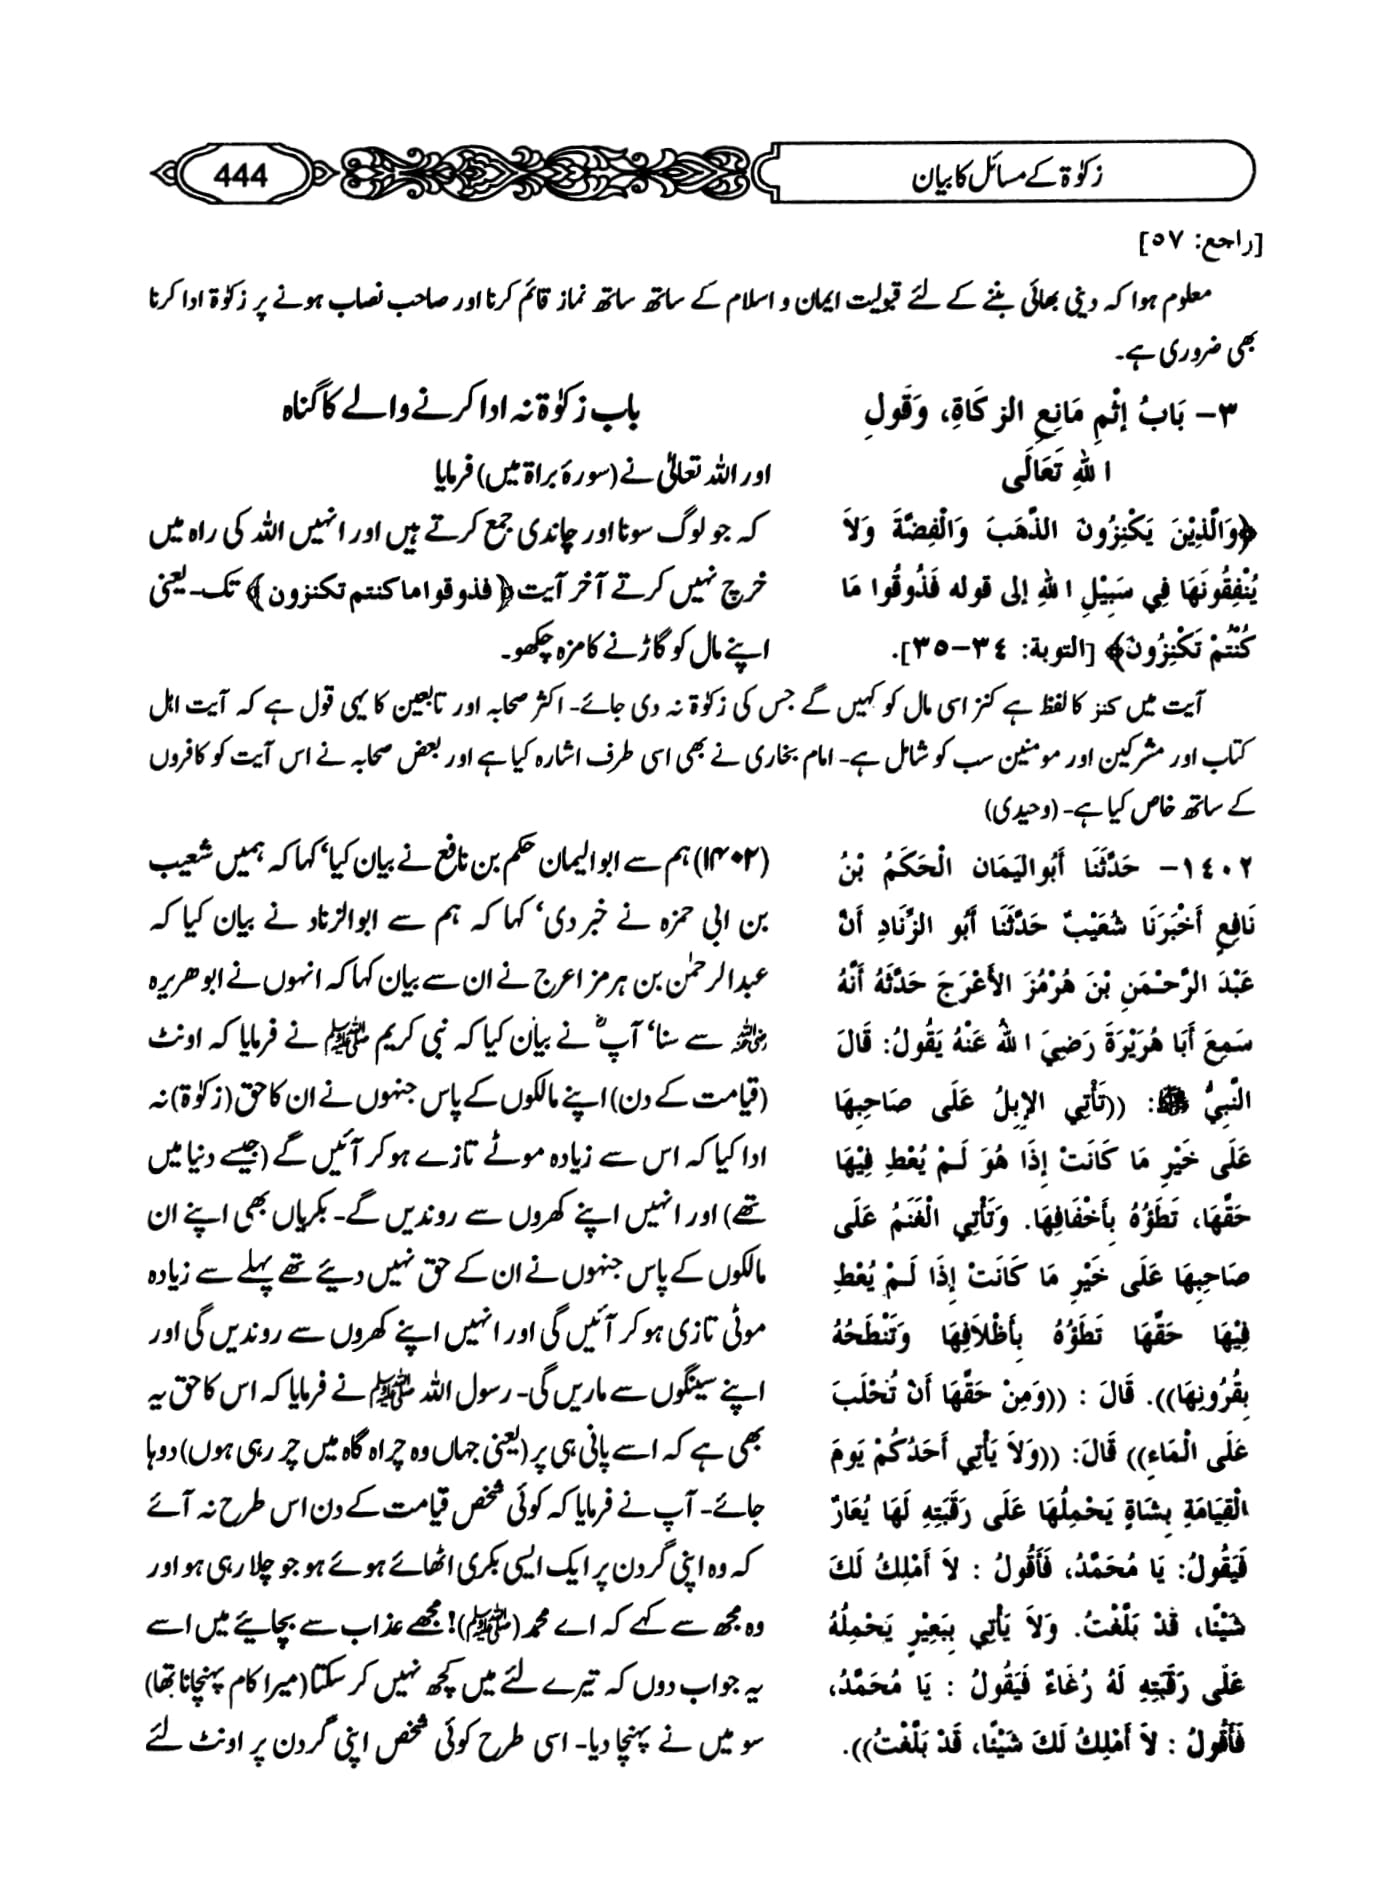 زکوٰۃ کے مسائل کا بیان
444
[راجع: ٥٧]
معلوم ہوا کہ دینی بھائی بننے کے لئے قبولیت ایمان و اسلام کے ساتھ ساتھ نماز قائم کرنا اور صاحب نصاب ہونے پر زکوٰۃ ادا کرنا
بھی ضروری ہے۔
٣- بَابُ إِثْمِ مَانِعِ الزكَاةِ، وَقَولِ
ا للهِ تَعَالَى
﴿وَالَّذِيْنَ يَكْنِزُونَ الذَّهَبَ وَالْفِضَّةَ وَلاَ
يُنْفِقُونَهَا فِي سَبِيْلِ ا للهِ إلى قوله فَذُوقُوا مَا
كُنْتُمْ تَكْنِزُونَ﴾ [التوبة: ٣٤-٣٥].
باب زکوٰۃ نہ ادا کرنے والے کا گناہ
اور اللہ تعالیٰ نے (سورۂ براۃ میں) فرمایا
کہ جو لوگ سونا اور چاندی جمع کرتے ہیں اور انہیں اللہ کی راہ میں
خرچ نہیں کرتے آخر آیت ﴿فذوقوا ما کنتم تکنزون﴾ تک۔ یعنی
اپنے مال کو گاڑنے کا مزہ چکھو۔
آیت میں کنز کا لفظ ہے کنز اسی مال کو کہیں گے جس کی زکوٰۃ نہ دی جائے۔ اکثر صحابہ اور تابعین کا یہی قول ہے کہ آیت اہل
کتاب اور مشرکین اور مومنین سب کو شامل ہے۔ امام بخاری نے بھی اسی طرف اشارہ کیا ہے اور بعض صحابہ نے اس آیت کو کافروں
کے ساتھ خاص کیا ہے۔ (وحیدی)
١٤٠٢- حَدَّثَنَا أَبُو الیَمَانِ الْحَكَمُ بْنُ
نَافِعٍ أَخْبَرَنَا شُعَيْبٌ حَدَّثَنَا أَبُو الزِّنَادِ أَنَّ
عَبْدَ الرَّحْمَنِ بْنَ هُرْمُزَ الأَعْرَجَ حَدَّثَهُ أَنَّهُ
سَمِعَ أَبَا هُرَيْرَةَ رَضِيَ ا للهُ عَنْهُ يَقُولُ: قَالَ
النَّبِيُّ ﷺ: ((تَأْتِي الإِبِلُ عَلَى صَاحِبِهَا
عَلَى خَيْرِ مَا كَانَتْ إِذَا هُوَ لَمْ يُعْطِ فِيْهَا
حَقَّهَا، تَطَؤُهُ بِأَخْفَافِهَا. وَتَأْتِي الْغَنَمُ عَلَى
صَاحِبِهَا عَلَى خَيْرِ مَا كَانَتْ إِذَا لَمْ يُعْطِ
فِيْهَا حَقَّهَا تَطَؤُهُ بِأَظْلاَفِهَا وَتَنْطَحُهُ
بِقُرُونِهَا)). قَالَ : ((وَمِنْ حَقِّهَا أَنْ تُحْلَبَ
عَلَى الْمَاءِ)) قَالَ: ((وَلاَ يَأْتِي أَحَدُكُمْ يَومَ
الْقِيَامَةِ بِشَاةٍ يَحْمِلُهَا عَلَى رَقَبَتِهِ لَهَا يُعَارٌ
فَيَقُولُ: يَا مُحَمَّدُ، فَأَقُولُ : لاَ أَمْلِكُ لَكَ
شَيْئًا، قَدْ بَلَّغْتُ. وَلاَ يَأْتِي بِبَعِيْرٍ يَحْمِلُهُ
عَلَى رَقَبَتِهِ لَهُ رُغَاءٌ فَيَقُولُ : يَا مُحَمَّدُ،
فَأَقُولُ : لاَ أَمْلِكُ لَكَ شَيْئًا، قَدْ بَلَّغْتُ)).
(۱۴۰۲) ہم سے ابوالیمان حکم بن نافع نے بیان کیا‘ کہا کہ ہمیں شعیب
بن ابی حمزہ نے خبر دی‘ کہا کہ ہم سے ابوالزناد نے بیان کیا کہ
عبدالرحمٰن بن ہرمز اعرج نے ان سے بیان کہا کہ انہوں نے ابو ھریرہ
رضی اللہ عنہ سے سنا‘ آپؓ نے بیان کیا کہ نبی کریم ﷺ نے فرمایا کہ اونٹ
(قیامت کے دن) اپنے مالکوں کے پاس جنہوں نے ان کا حق (زکوٰۃ) نہ
ادا کیا کہ اس سے زیادہ موٹے تازے ہو کر آئیں گے (جیسے دنیا میں
تھے) اور انہیں اپنے کھروں سے روندیں گے۔ بکریاں بھی اپنے ان
مالکوں کے پاس جنہوں نے ان کے حق نہیں دیئے تھے پہلے سے زیادہ
موٹی تازی ہو کر آئیں گی اور انہیں اپنے کھروں سے روندیں گی اور
اپنے سینگوں سے ماریں گی۔ رسول اللہ ﷺ نے فرمایا کہ اس کا حق یہ
بھی ہے کہ اسے پانی ہی پر (یعنی جہاں وہ چراہ گاہ میں چر رہی ہوں) دوہا
جائے۔ آپ نے فرمایا کہ کوئی شخص قیامت کے دن اس طرح نہ آئے
کہ وہ اپنی گردن پر ایک ایسی بکری اٹھائے ہوئے ہو جو چلا رہی ہو اور
وہ مجھ سے کہے کہ اے محمد (ﷺ)! مجھے عذاب سے بچائیے میں اسے
یہ جواب دوں کہ تیرے لئے میں کچھ نہیں کر سکتا (میرا کام پہنچانا تھا)
سو میں نے پہنچا دیا۔ اسی طرح کوئی شخص اپنی گردن پر اونٹ لئے